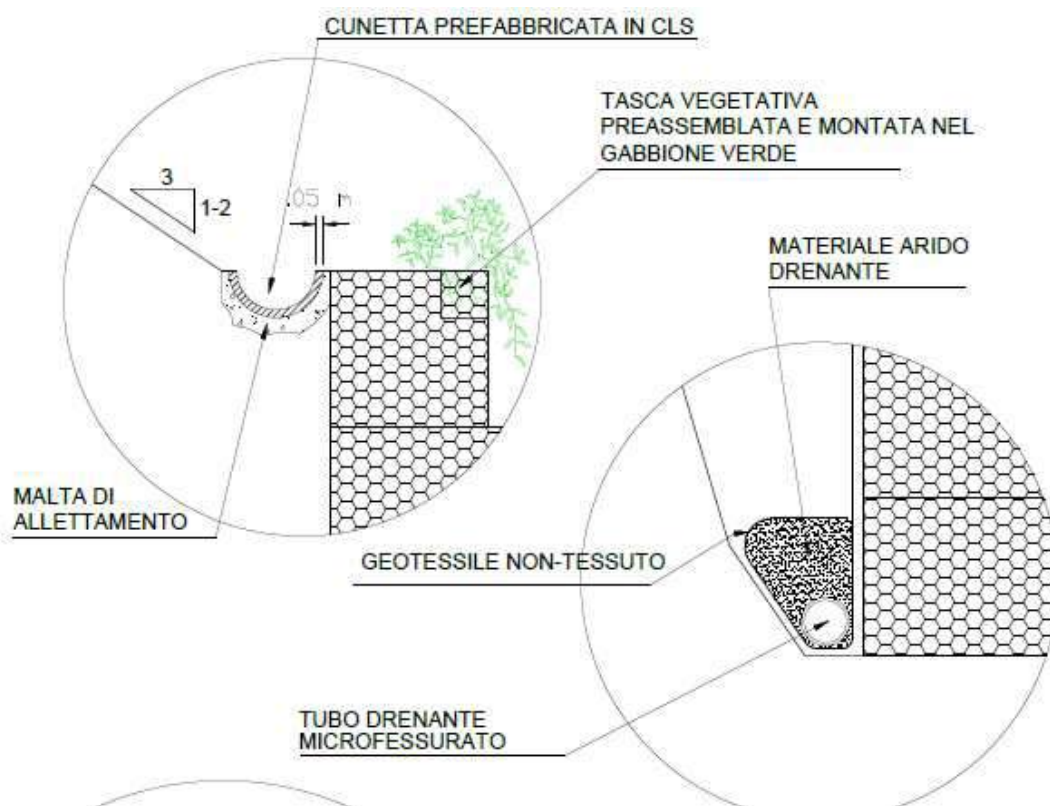 CUNETTA PREFABBRICATA IN CLS
TASCA VEGETATIVA
PREASSEMBLATA E MONTATA NEL
GABBIONE VERDE
3
1-2
.05 m
MATERIALE ARIDO
DRENANTE
MALTA DI
ALLETTAMENTO
GEOTESSILE NON-TESSUTO
TUBO DRENANTE
MICROFESSURATO